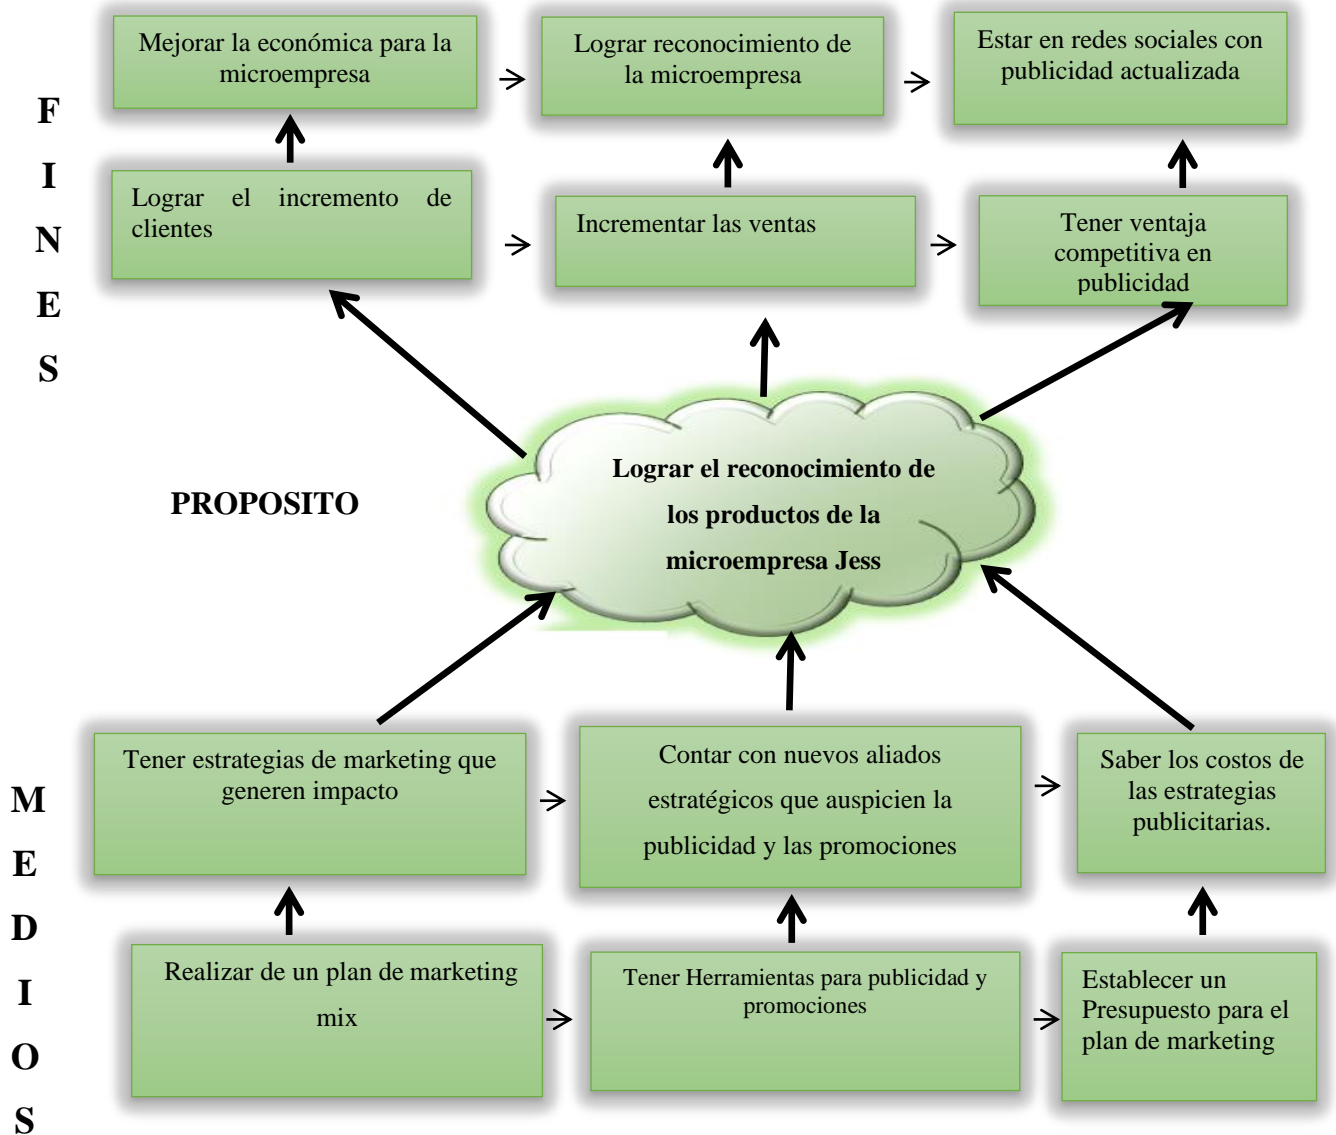 Mejorar la económica para la
microempresa
Lograr reconocimiento de
la microempresa
Estar en redes sociales con
publicidad actualizada
F
I
N
E
S
Lograr el incremento de
clientes
Incrementar las ventas
Tener ventaja
competitiva en
publicidad
PROPOSITO
Lograr el reconocimiento de
los productos de la
microempresa Jess
M
E
D
I
O
S
Tener estrategias de marketing que
generen impacto
Contar con nuevos aliados
estratégicos que auspicien la
publicidad y las promociones
Saber los costos de
las estrategias
publicitarias.
Realizar de un plan de marketing
mix
Tener Herramientas para publicidad y
promociones
Establecer un
Presupuesto para el
plan de marketing